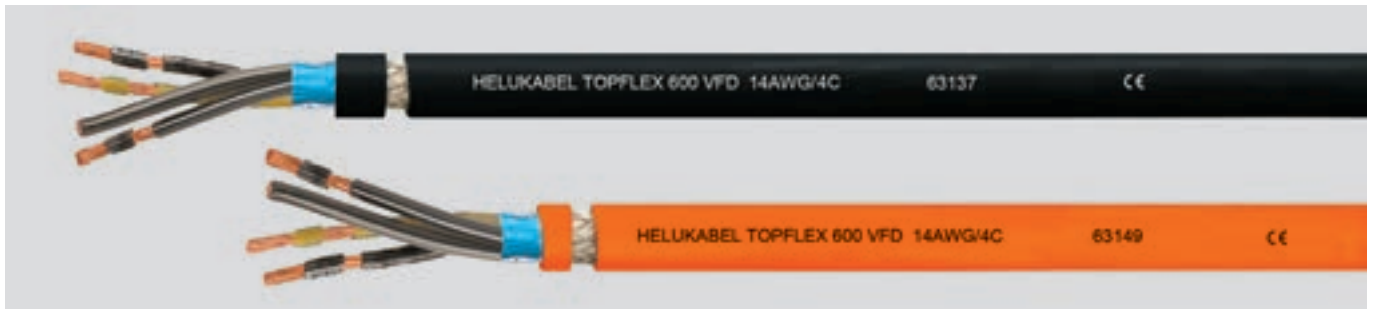 HELUKABEL TOPFLEX 600 VFD 14AWG/4C 63137 CE
HELUKABEL TOPFLEX 600 VFD 14AWG/4C 63149 CE